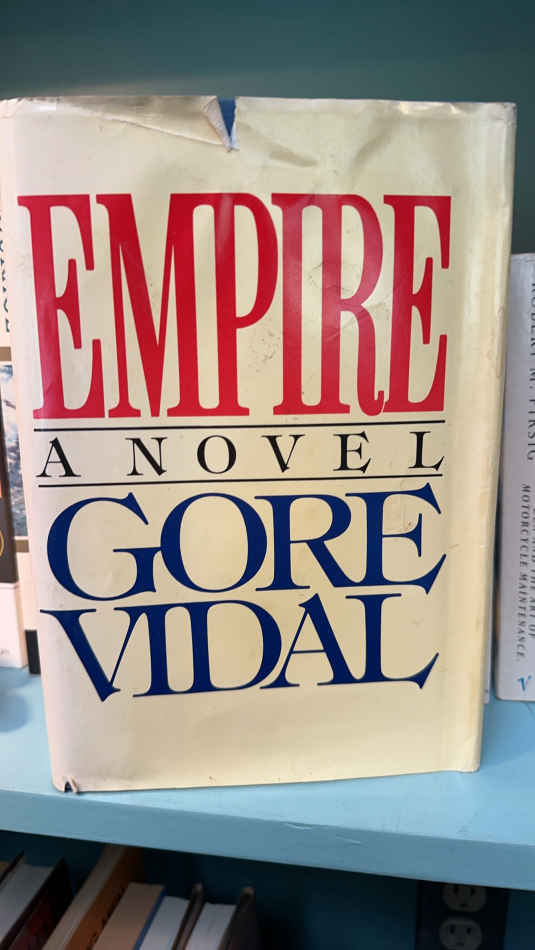 EMPIRE
A NOVEL
GORE
VIDAL
ROBERT M. PIRSIG
MOTORCYCLE MAINTENANCE.